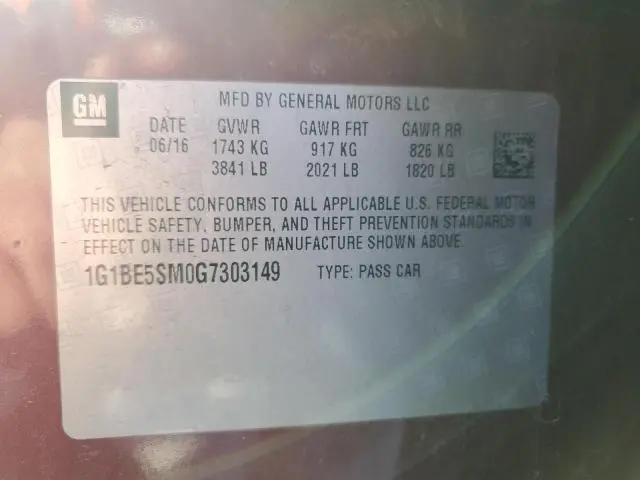 GM
MFD BY GENERAL MOTORS LLC
DATE GVWR GAWR FRT GAWR RR
06/16 1743 KG 917 KG 826 KG
3841 LB 2021 LB 1820 LB
THIS VEHICLE CONFORMS TO ALL APPLICABLE U.S. FEDERAL MOTOR
VEHICLE SAFETY, BUMPER, AND THEFT PREVENTION STANDARDS IN
EFFECT ON THE DATE OF MANUFACTURE SHOWN ABOVE.
1G1BE5SM0G7303149 TYPE: PASS CAR